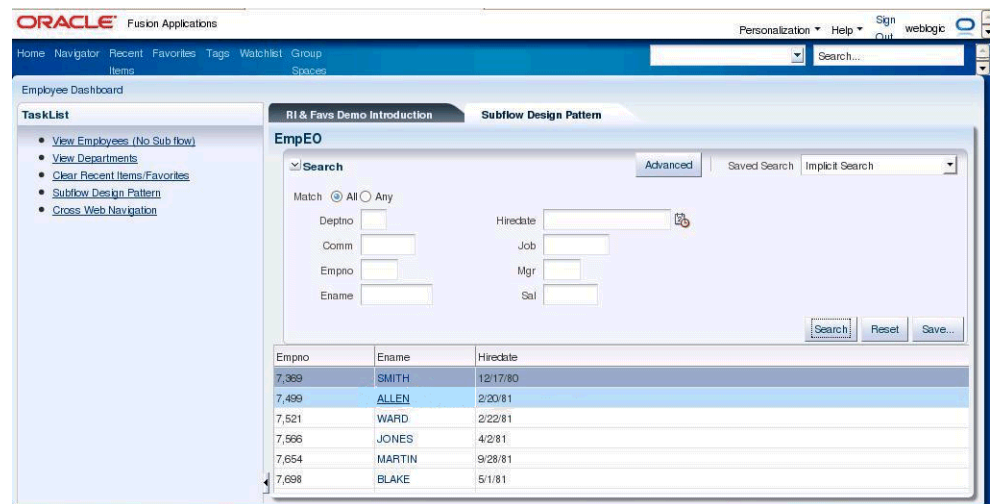 ORACLE Fusion Applications
Personalization Help Sign Out weblogic
Home Navigator Recent Items Favorites Tags Watchlist Group Spaces
Search...
Employee Dashboard
TaskList
View Employees (No Sub flow)
View Departments
Clear Recent Items/Favorites
Subflow Design Pattern
Cross Web Navigation
RI & Favs Demo Introduction
Subflow Design Pattern
EmpEO
Search
Advanced
Saved Search Implicit Search
Match All Any
Deptno
Hiredate
Comm
Job
Empno
Mgr
Ename
Sal
Search Reset Save...
Empno Ename Hiredate
7,369 SMITH 12/17/80
7,499 ALLEN 2/20/81
7,521 WARD 2/22/81
7,566 JONES 4/2/81
7,654 MARTIN 9/28/81
7,698 BLAKE 5/1/81